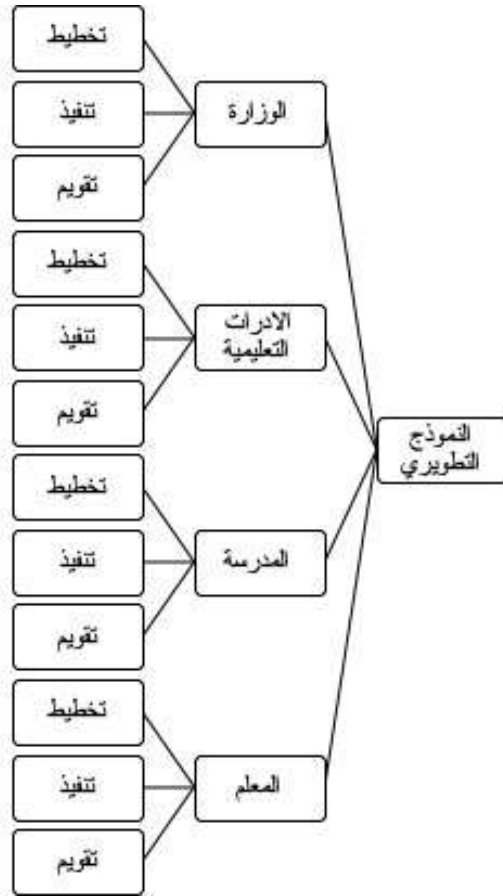 النموذج
التطويري
الوزارة
تخطيط
تنفيذ
تقويم
الادرات
التعليمية
تخطيط
تنفيذ
تقويم
المدرسة
تخطيط
تنفيذ
تقويم
المعلم
تخطيط
تنفيذ
تقويم